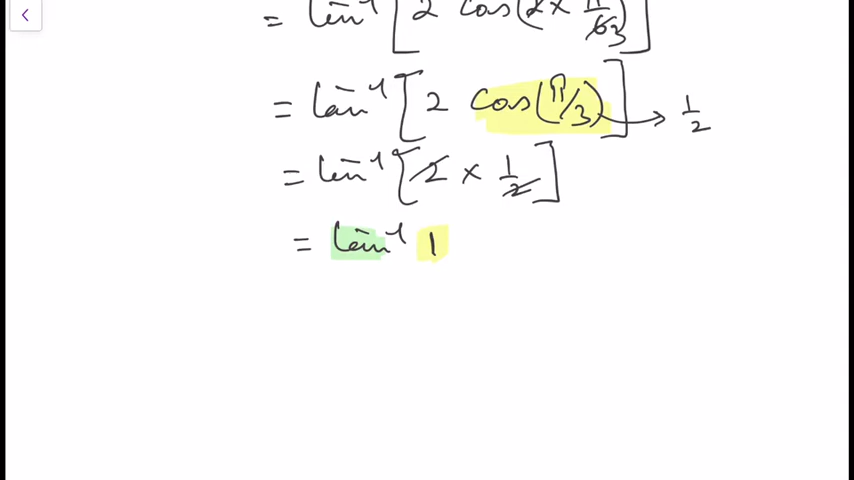 = tan⁻¹ [2 cos(2 × π/63)]
= tan⁻¹ [2 cos(π/3)] → 1/2
= tan⁻¹ [2 × 1/2]
= tan⁻¹ 1